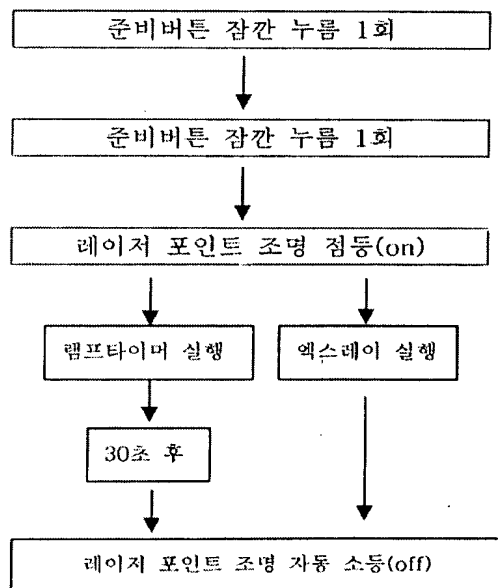 준비버튼 잠깐 누름 1회
준비버튼 잠깐 누름 1회
레이저 포인트 조명 점등(on)
램프타이머 실행
엑스레이 실행
30초 후
레이저 포인트 조명 자동 소등(off)